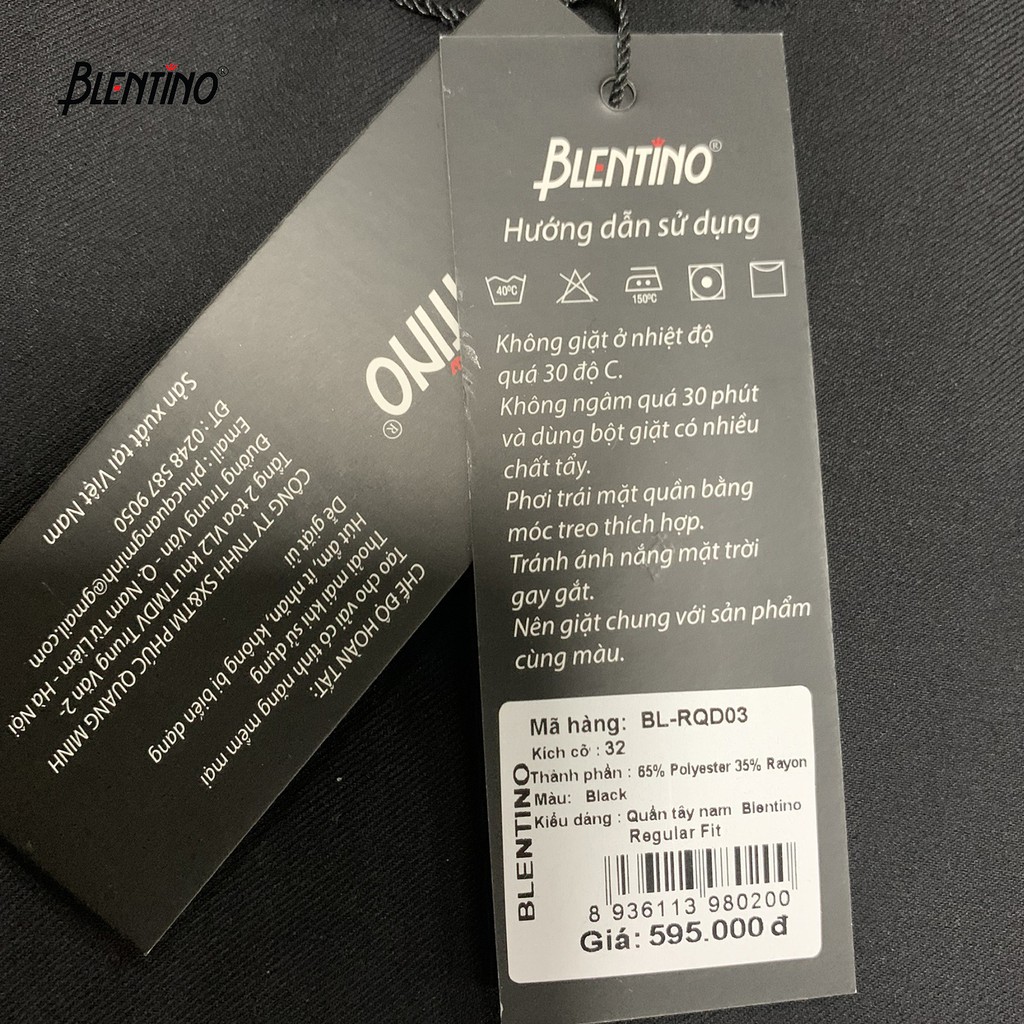 BLENTINO
BLENTINO®
Hướng dẫn sử dụng
40°C
150°C
Không giặt ở nhiệt độ
quá 30 độ C.
Không ngâm quá 30 phút
và dùng bột giặt có nhiều
chất tẩy.
Phơi trái mặt quần bằng
móc treo thích hợp.
Tránh ánh nắng mặt trời
gay gắt.
Nên giặt chung với sản phẩm
cùng màu.
BLENTINO
Mã hàng: BL-RQD03
Kích cỡ : 32
Thành phần : 65% Polyester 35% Rayon
Màu: Black
Kiểu dáng : Quần tây nam Blentino
Regular Fit
8 936113 980200
Giá: 595.000 đ
TINO®
CHẾ ĐỘ HOÀN TẤT:
Tạo cho vải có tính năng mềm mại
Thoải mái khi sử dụng
Hút ẩm, ít nhăn, không bị biến dạng
Dễ giặt ủi
CÔNG TY TNHH SX&TM PHÚC QUANG MINH
Tầng 2 toà VL2 khu TMDV Trung Văn 2-
Đường Trung Văn - Q.Nam Từ Liêm - Hà Nội
Email : phucquangminh@gmail.com
ĐT : 0248 587 9050
Sản xuất tại Việt Nam